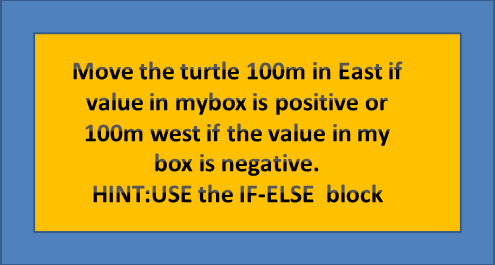 Move the turtle 100m in East if
value in mybox is positive or
100m west if the value in my
box is negative.
HINT:USE the IF-ELSE block